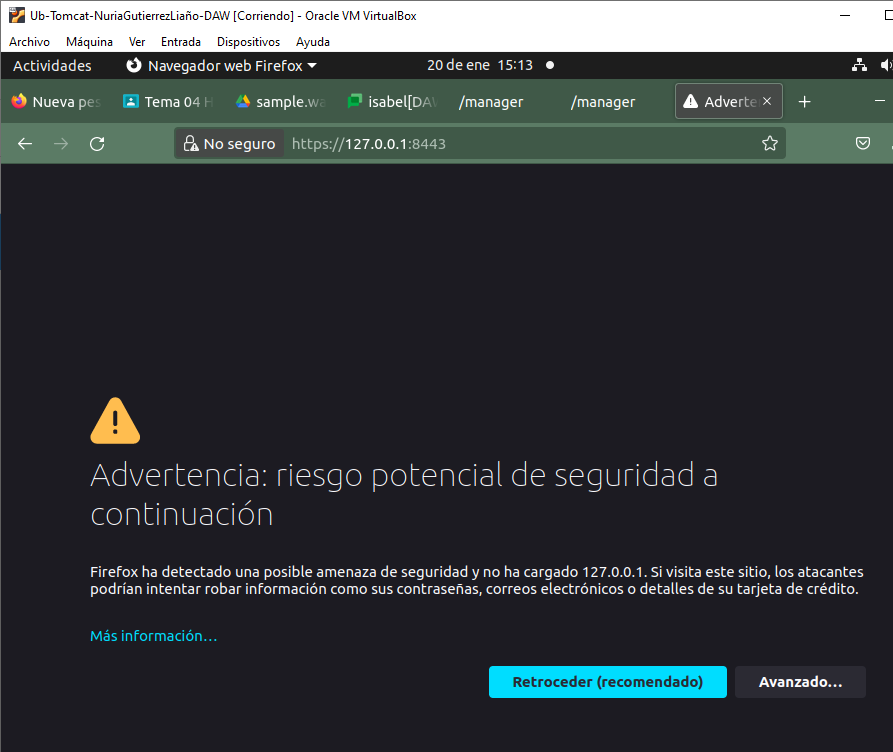 Ub-Tomcat-NuriaGutierrezLiaño-DAW [Corriendo] - Oracle VM VirtualBox
Archivo Máquina Ver Entrada Dispositivos Ayuda
Actividades Navegador web Firefox 20 de ene 15:13
Nueva pes Tema 04 H sample.wa isabel[DAW /manager /manager Adverte
No seguro https://127.0.0.1:8443
Advertencia: riesgo potencial de seguridad a
continuación
Firefox ha detectado una posible amenaza de seguridad y no ha cargado 127.0.0.1. Si visita este sitio, los atacantes
podrían intentar robar información como sus contraseñas, correos electrónicos o detalles de su tarjeta de crédito.
Más información...
Retroceder (recomendado) Avanzado...